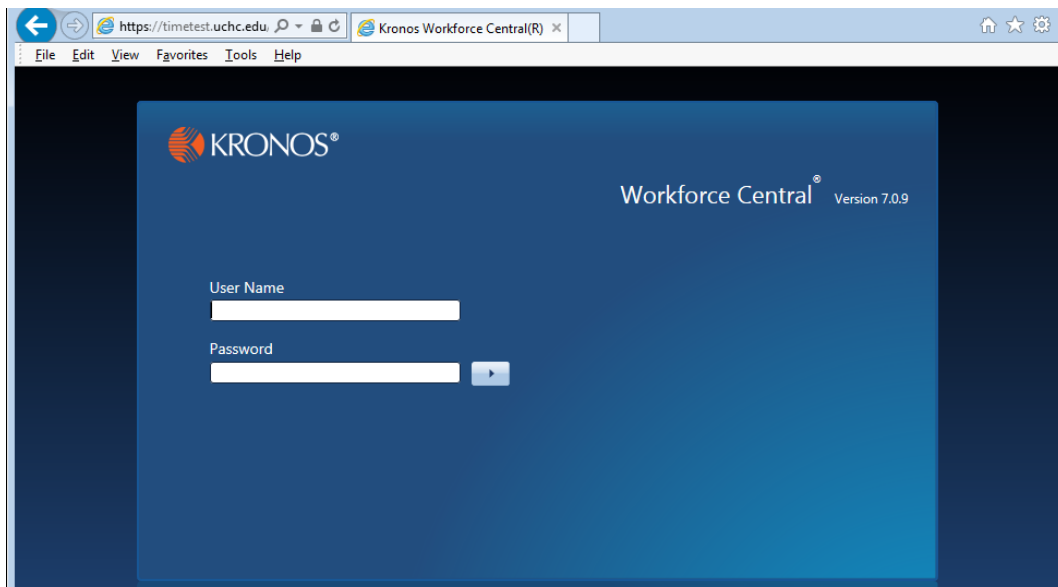 https://timetest.uchc.edu
Kronos Workforce Central(R)
File Edit View Favorites Tools Help
KRONOS®
Workforce Central® Version 7.0.9
User Name
Password